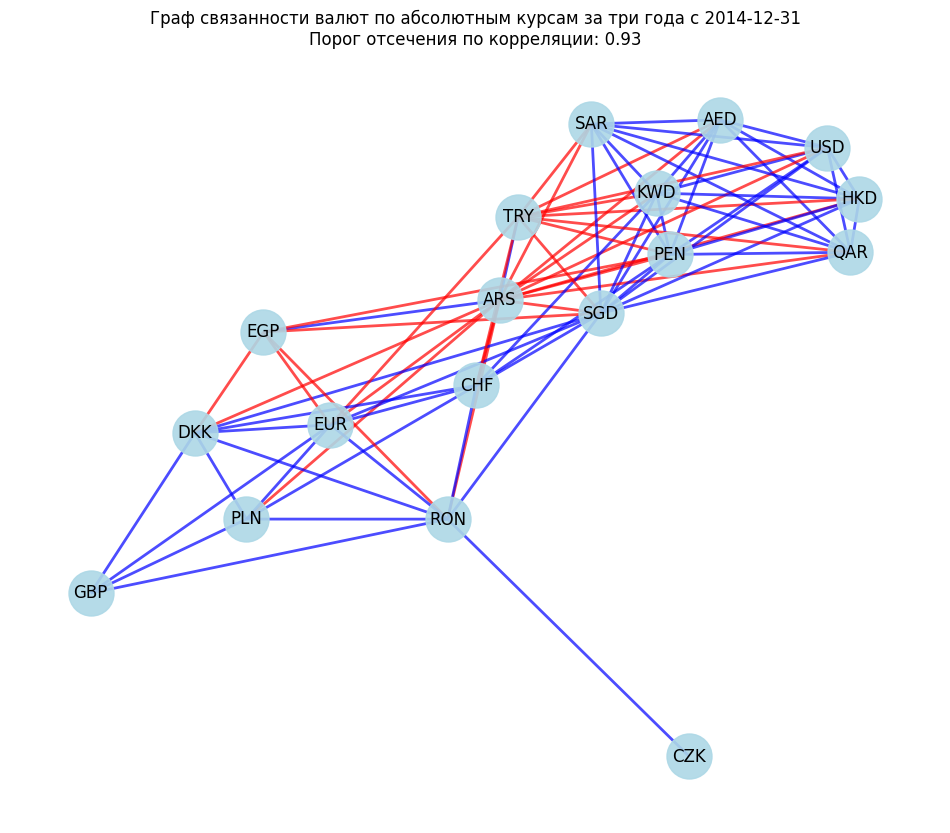 Граф связанности валют по абсолютным курсам за три года с 2014-12-31
Порог отсечения по корреляции: 0.93
SAR
AED
USD
KWD
HKD
TRY
PEN
QAR
ARS
SGD
EGP
CHF
EUR
DKK
PLN
RON
GBP
CZK